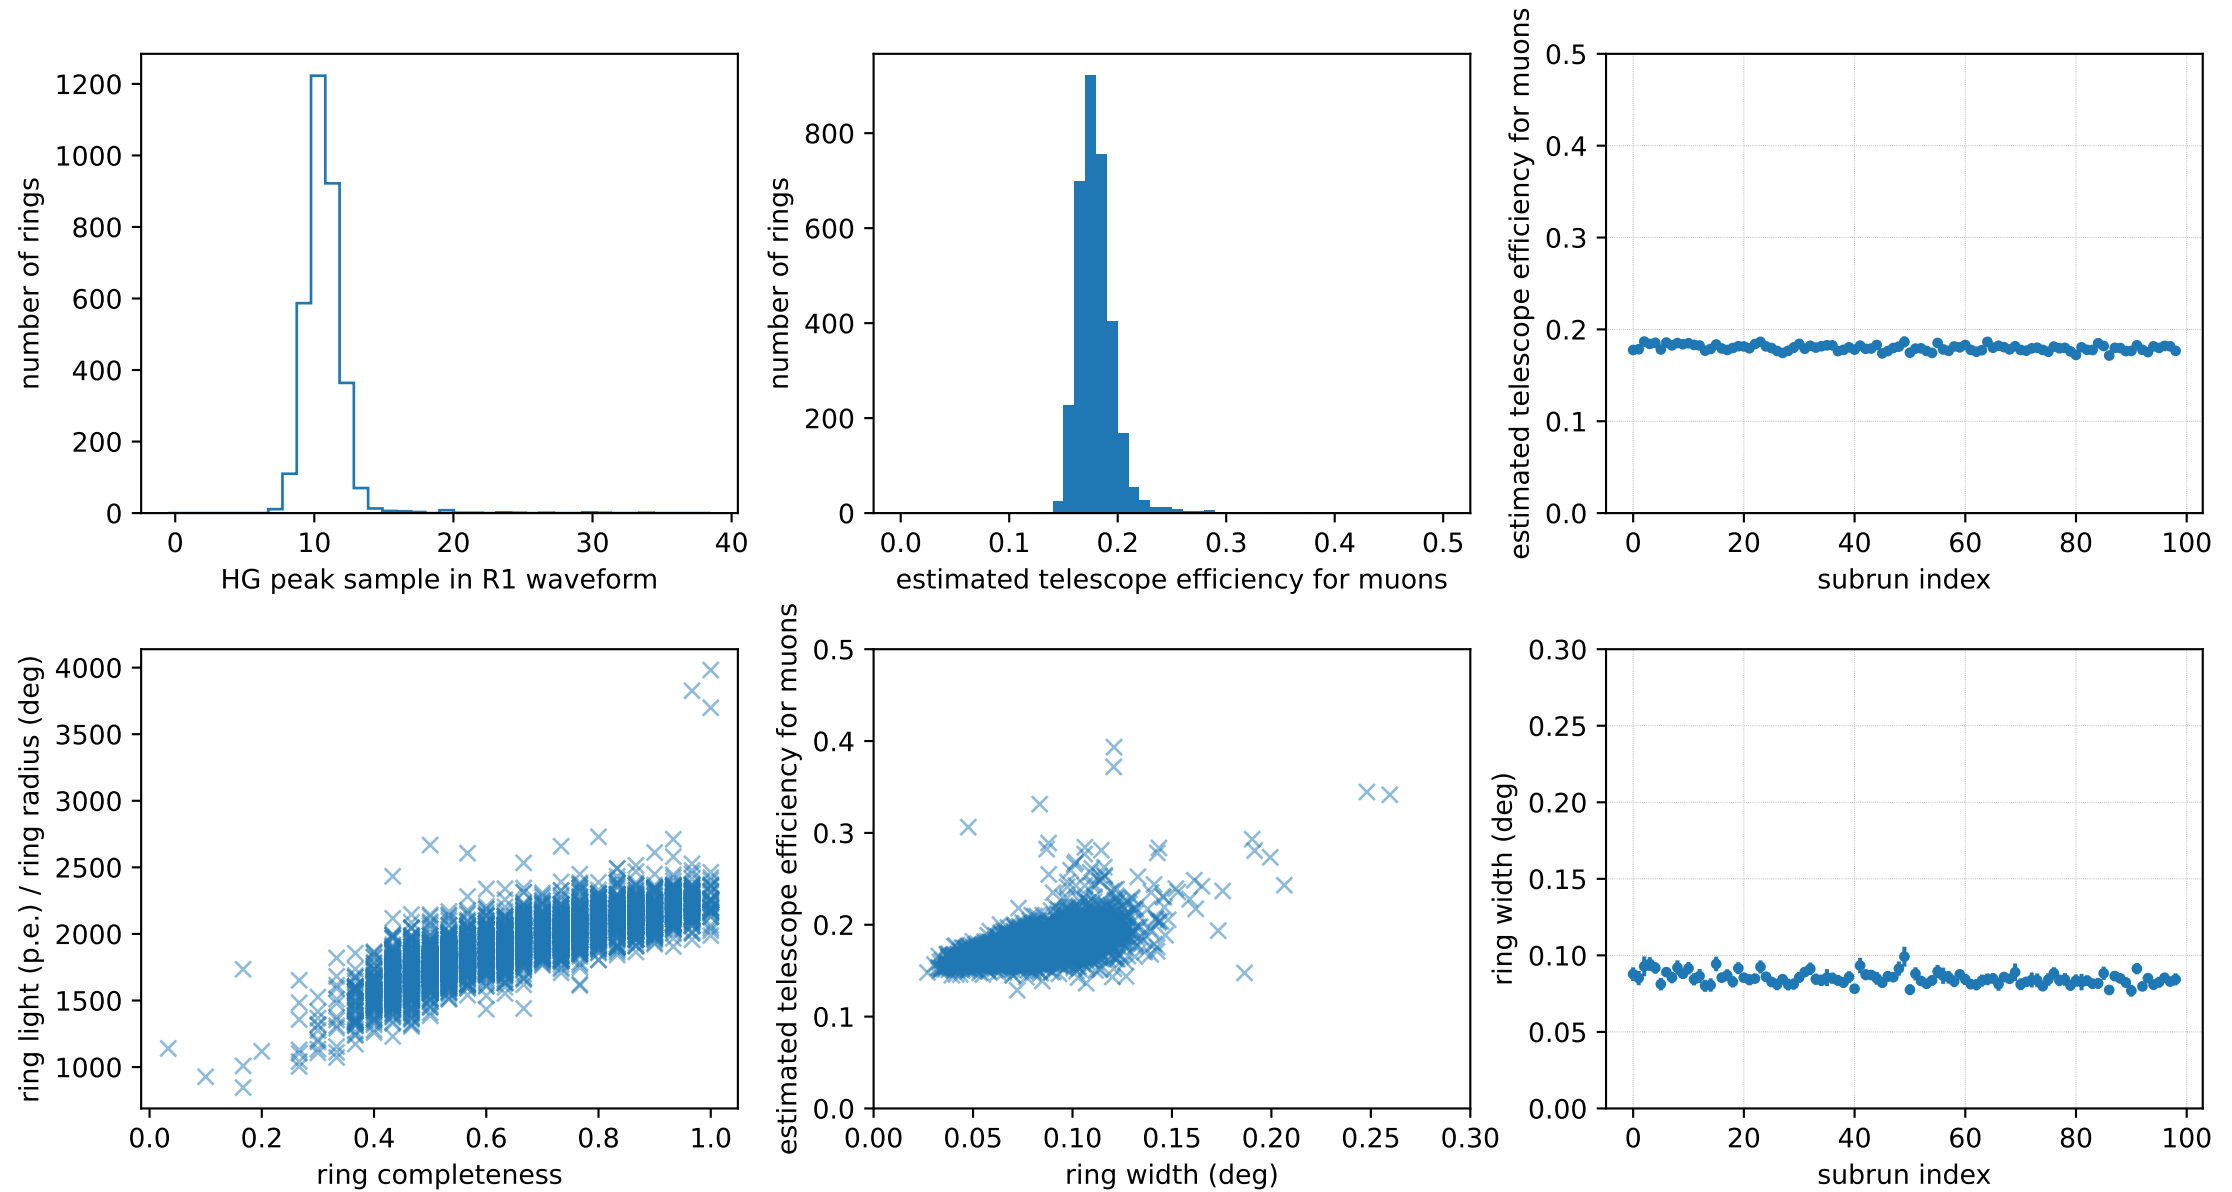 1200
1000
800
600
400
200
0
number of rings
0 10 20 30 40
HG peak sample in R1 waveform
800
600
400
200
0
number of rings
0.0 0.1 0.2 0.3 0.4 0.5
estimated telescope efficiency for muons
0.5
0.4
0.3
0.2
0.1
0.0
estimated telescope efficiency for muons
0 20 40 60 80 100
subrun index
4000
3500
3000
2500
2000
1500
1000
ring light (p.e.) / ring radius (deg)
0.0 0.2 0.4 0.6 0.8 1.0
ring completeness
0.5
0.4
0.3
0.2
0.1
0.0
estimated telescope efficiency for muons
0.00 0.05 0.10 0.15 0.20 0.25 0.30
ring width (deg)
0.30
0.25
0.20
0.15
0.10
0.05
0.00
ring width (deg)
0 20 40 60 80 100
subrun index